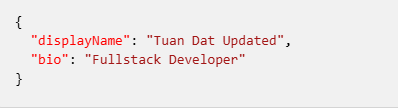 {
"displayName": "Tuan Dat Updated",
"bio": "Fullstack Developer"
}